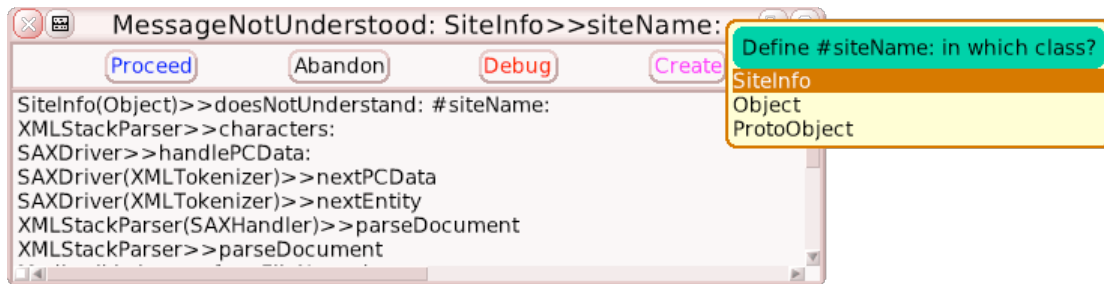 MessageNotUnderstood: SiteInfo>>siteName:
Proceed Abandon Debug Create
Define #siteName: in which class?
SiteInfo
Object
ProtoObject
SiteInfo(Object)>>doesNotUnderstand: #siteName:
XMLStackParser>>characters:
SAXDriver>>handlePCData:
SAXDriver(XMLTokenizer)>>nextPCData
SAXDriver(XMLTokenizer)>>nextEntity
XMLStackParser(SAXHandler)>>parseDocument
XMLStackParser>>parseDocument